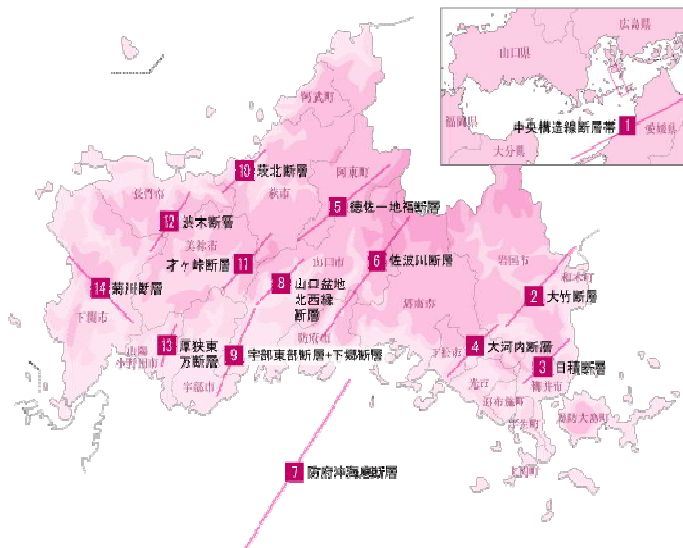 広島県
山口県
福岡県
中央構造線断層帯
1
愛媛県
大分県
阿武町
10
萩北断層
阿東町
長門市
萩市
5
徳佐一地福断層
12
渋木断層
美祢市
11
山口市
6
佐波川断層
岩国市
和木町
14
菊川断層
8
山口盆地
北西縁
断層
周南市
2
大竹断層
下関市
防府市
13
厚狭東
方断層
山陽
小野田市
9
宇部東部断層+下郷断層
4
大河内断層
下松市
3
日積断層
光市
柳井市
宇部市
田布施町
周防大島町
平生町
上関町
7
防府沖海底断層